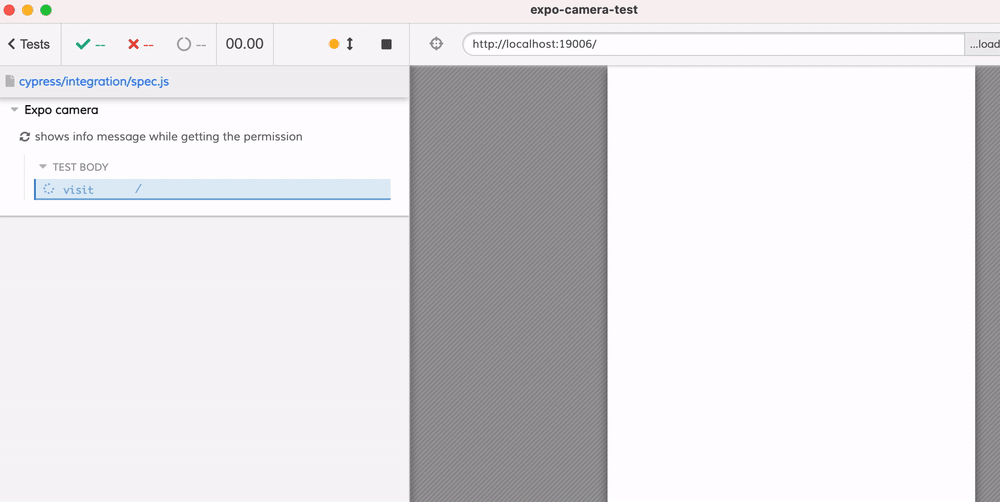 expo-camera-test
Tests -- -- -- 00.00 http://localhost:19006/ ...load
cypress/integration/spec.js
Expo camera
shows info message while getting the permission
TEST BODY
visit /